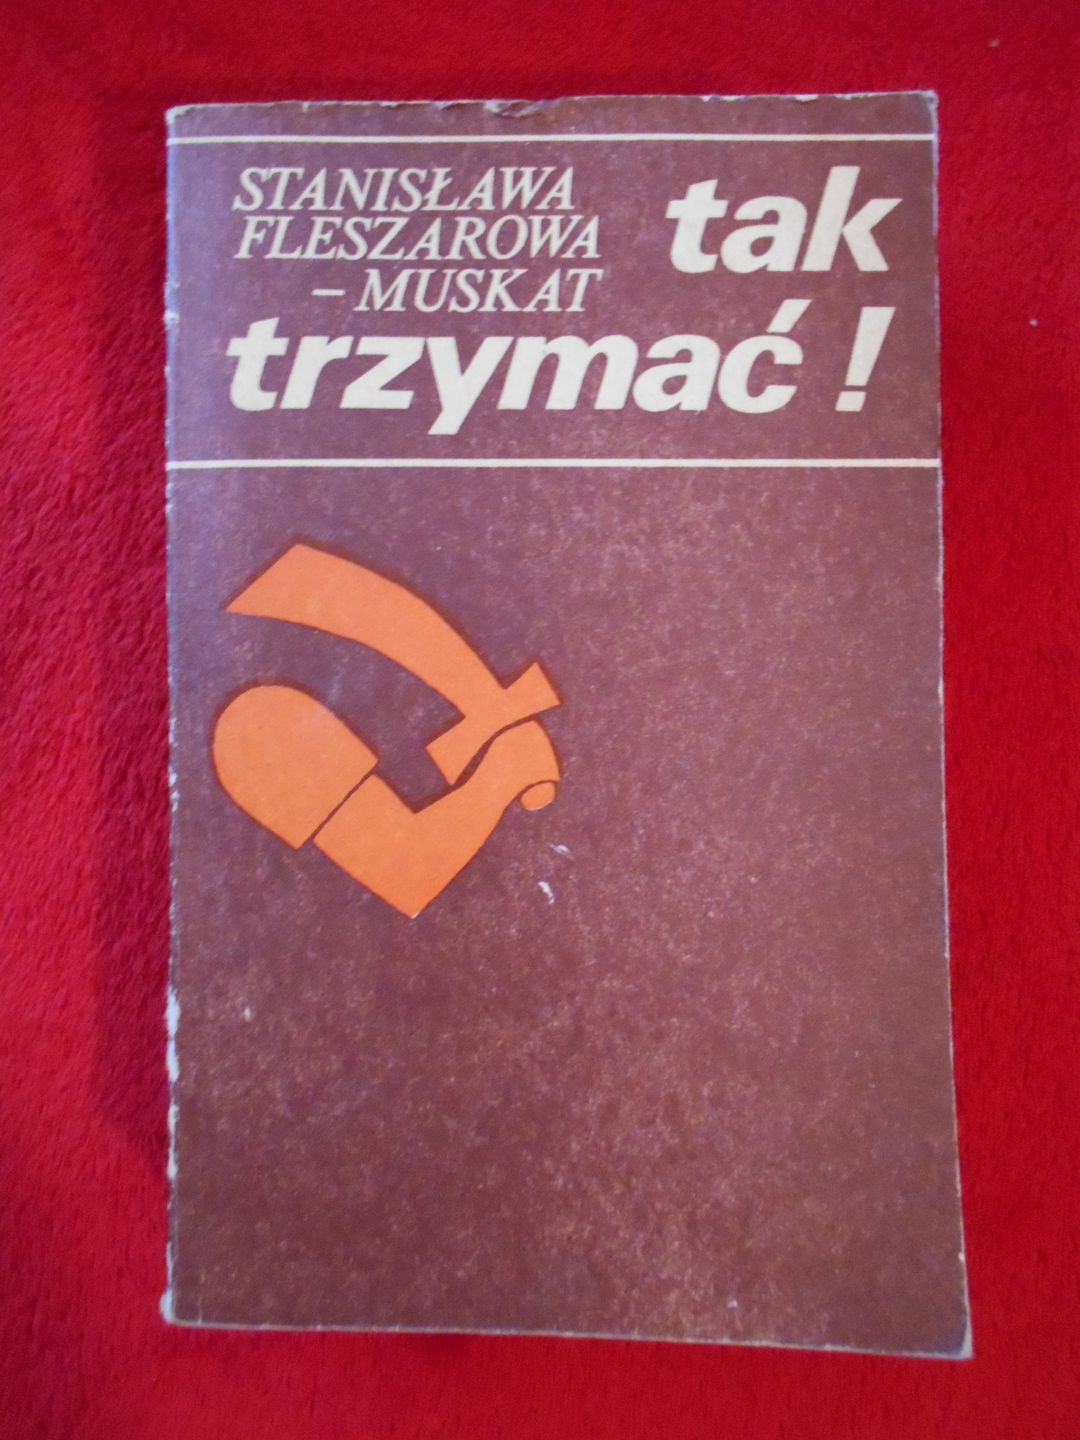 STANISŁAWA
FLESZAROWA
– MUSKAT
tak
trzymać !